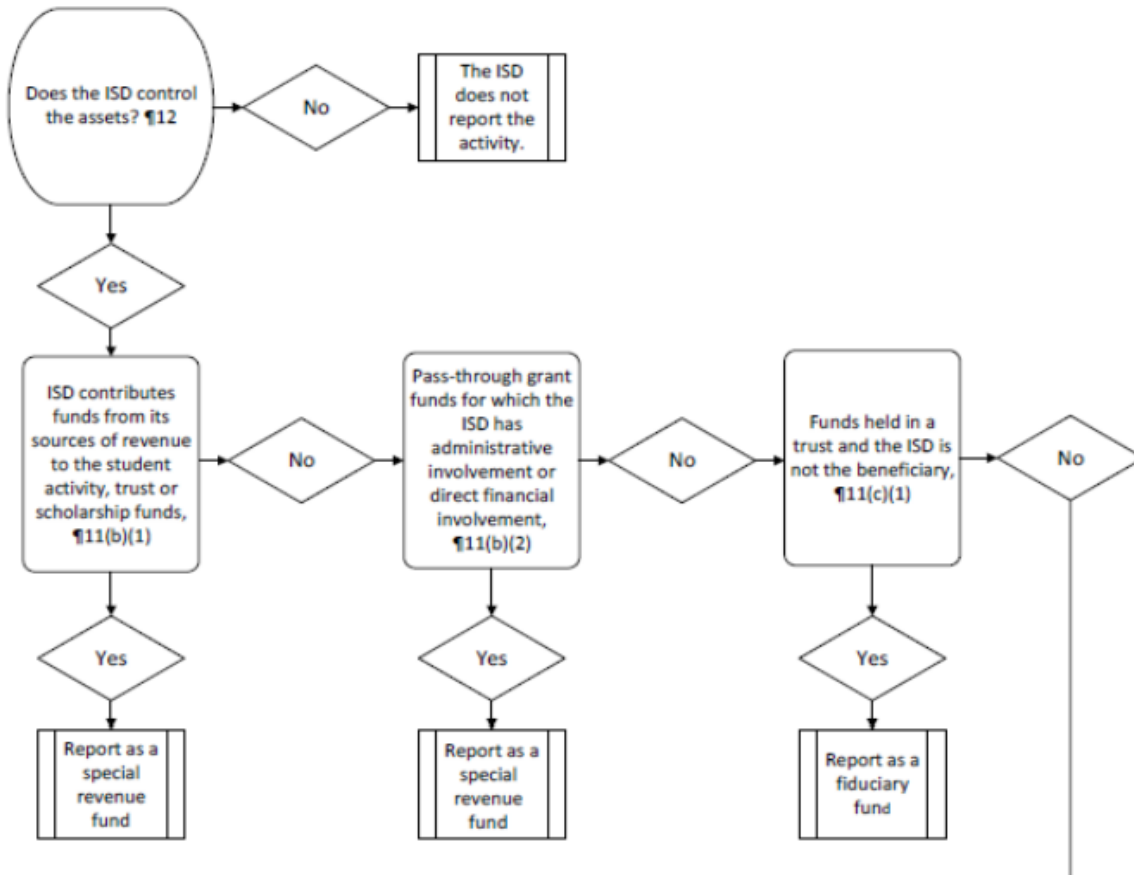 Does the ISD control
the assets? ¶12
No
The ISD
does not
report the
activity.
Yes
ISD contributes
funds from its
sources of revenue
to the student
activity, trust or
scholarship funds,
¶11(b)(1)
No
Pass-through grant
funds for which the
ISD has
administrative
involvement or
direct financial
involvement,
¶11(b)(2)
No
Funds held in a
trust and the ISD is
not the beneficiary,
¶11(c)(1)
No
Yes
Yes
Yes
Report as a
special
revenue
fund
Report as a
special
revenue
fund
Report as a
fiduciary
fund